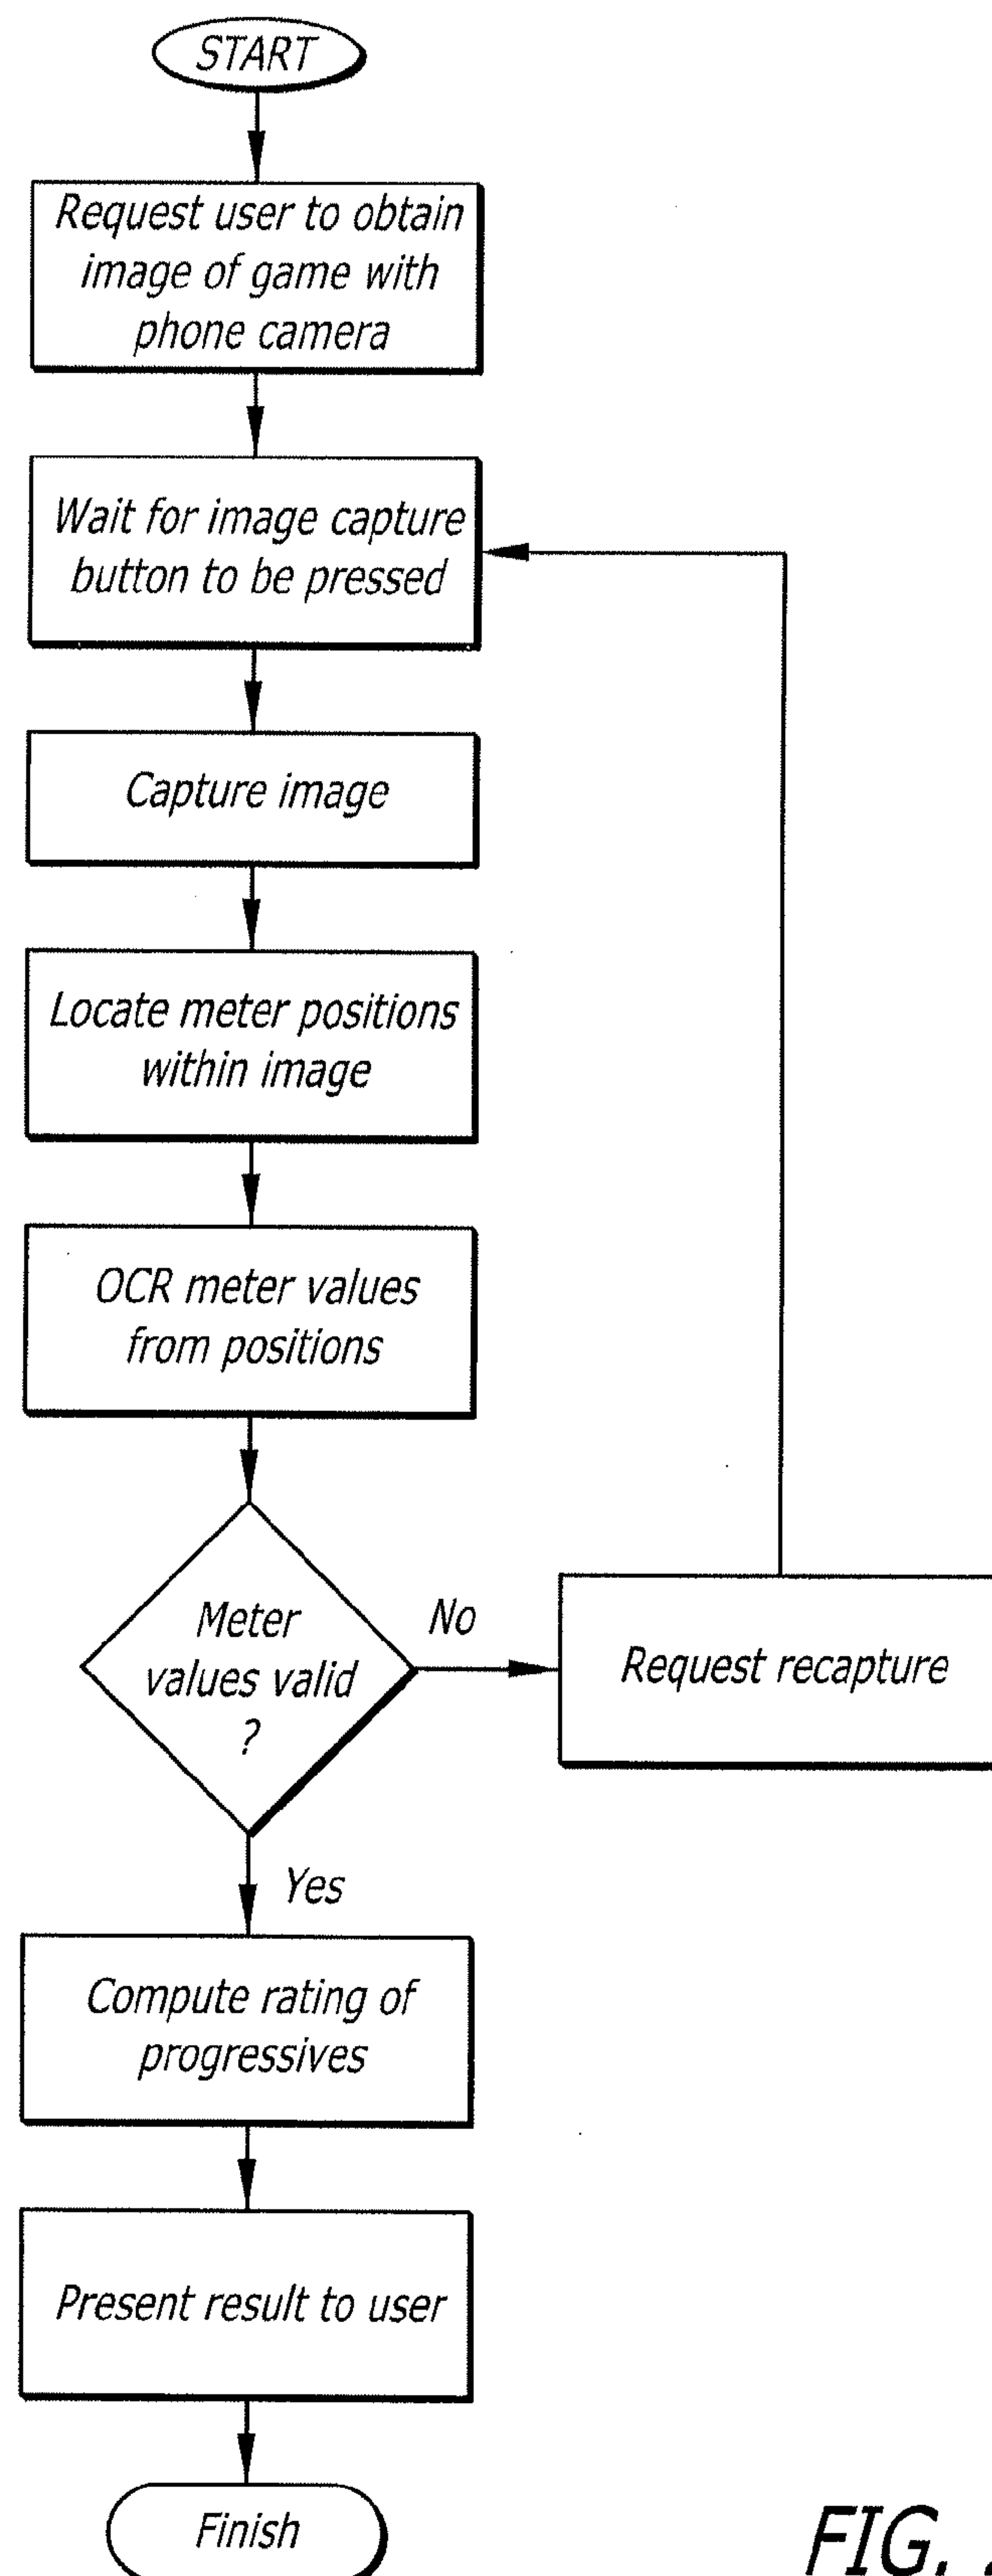 START
Request user to obtain
image of game with
phone camera
Wait for image capture
button to be pressed
Capture image
Locate meter positions
within image
OCR meter values
from positions
Meter
values valid
?
No
Request recapture
Yes
Compute rating of
progressives
Present result to user
Finish
FIG.